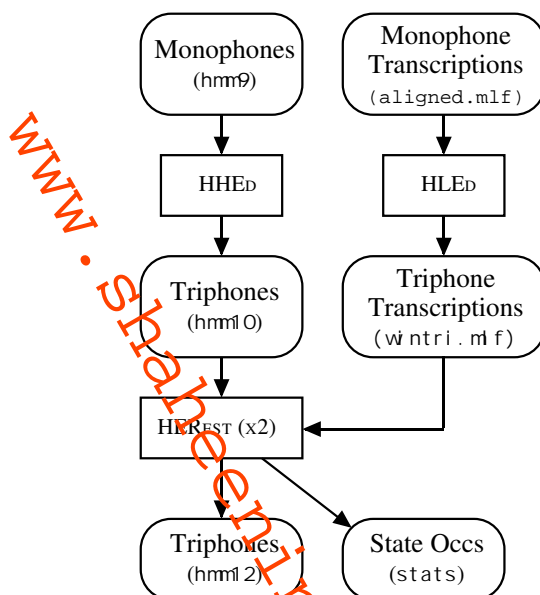 Monophones
(hmm9)
Monophone
Transcriptions
(aligned.mlf)
HHED
HLED
Triphones
(hmm10)
Triphone
Transcriptions
(wintri.mlf)
HEREST (X2)
Triphones
(hmm12)
State Occs
(stats)
www.shaheenin